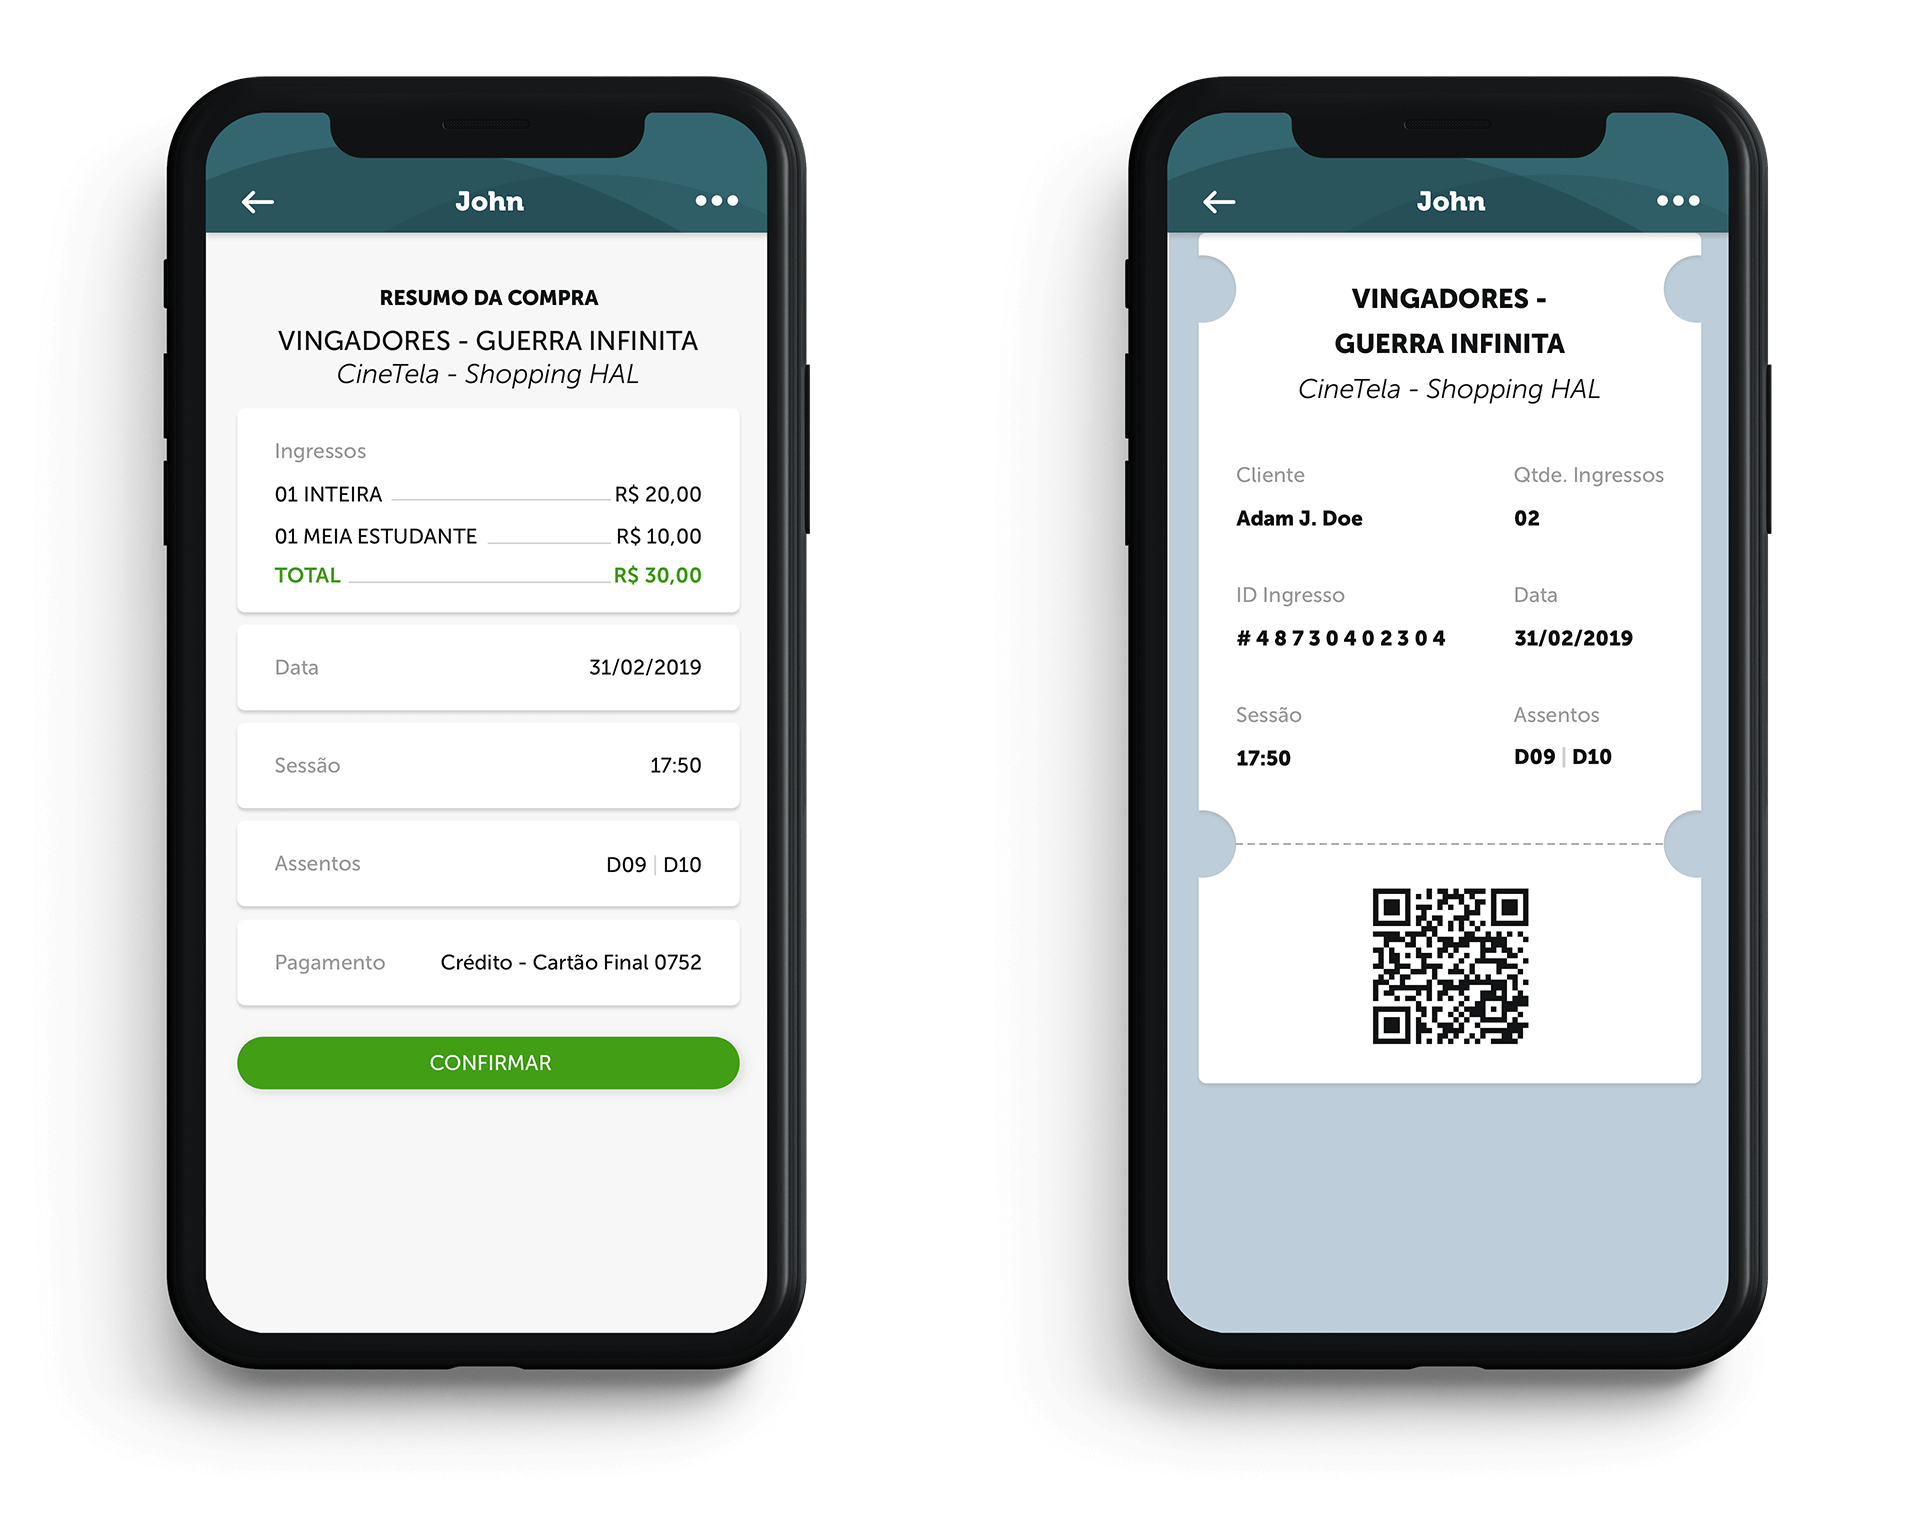 John
RESUMO DA COMPRA
VINGADORES - GUERRA INFINITA
CineTela - Shopping HAL
Ingressos
01 INTEIRA R$ 20,00
01 MEIA ESTUDANTE R$ 10,00
TOTAL R$ 30,00
Data 31/02/2019
Sessão 17:50
Assentos D09 | D10
Pagamento Crédito - Cartão Final 0752
CONFIRMAR
John
VINGADORES -
GUERRA INFINITA
CineTela - Shopping HAL
Cliente Qtde. Ingressos
Adam J. Doe 02
ID Ingresso Data
#48730402304 31/02/2019
Sessão Assentos
17:50 D09 | D10